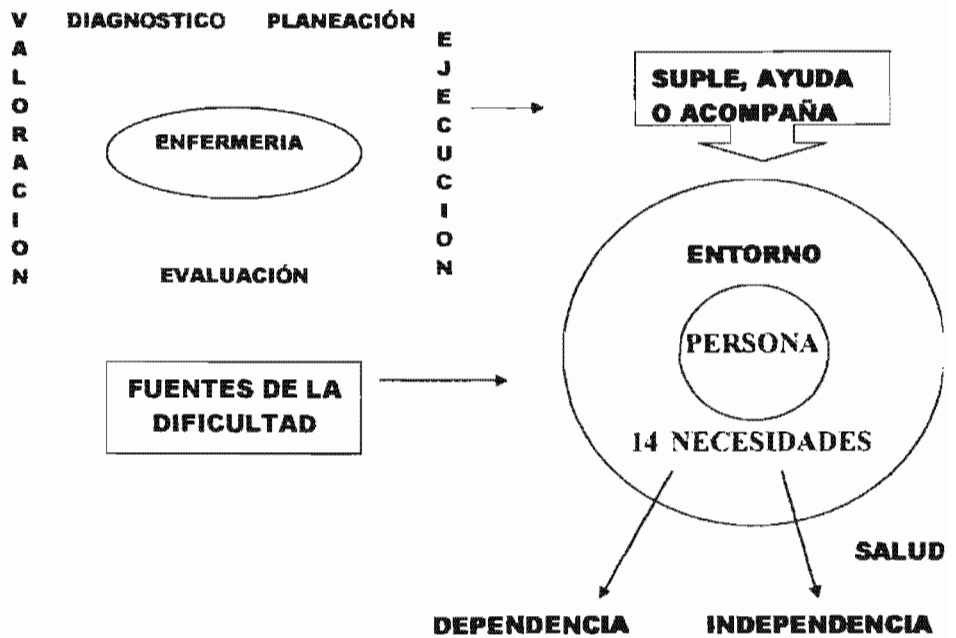 VALORACION
DIAGNOSTICO
PLANEACIÓN
EJECUCION
ENFERMERIA
EVALUACIÓN
SUPLE, AYUDA
O ACOMPAÑA
ENTORNO
PERSONA
14 NECESIDADES
FUENTES DE LA
DIFICULTAD
SALUD
DEPENDENCIA
INDEPENDENCIA